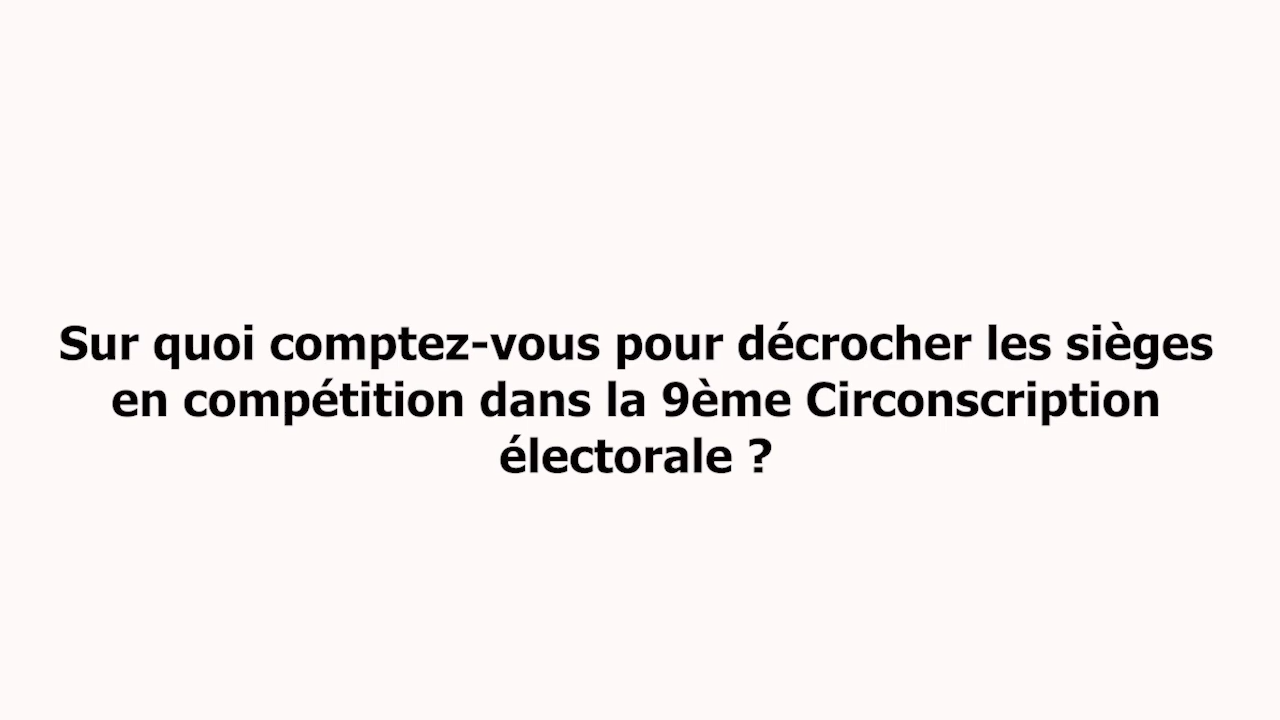 Sur quoi comptez-vous pour décrocher les sièges
en compétition dans la 9ème Circonscription
électorale ?